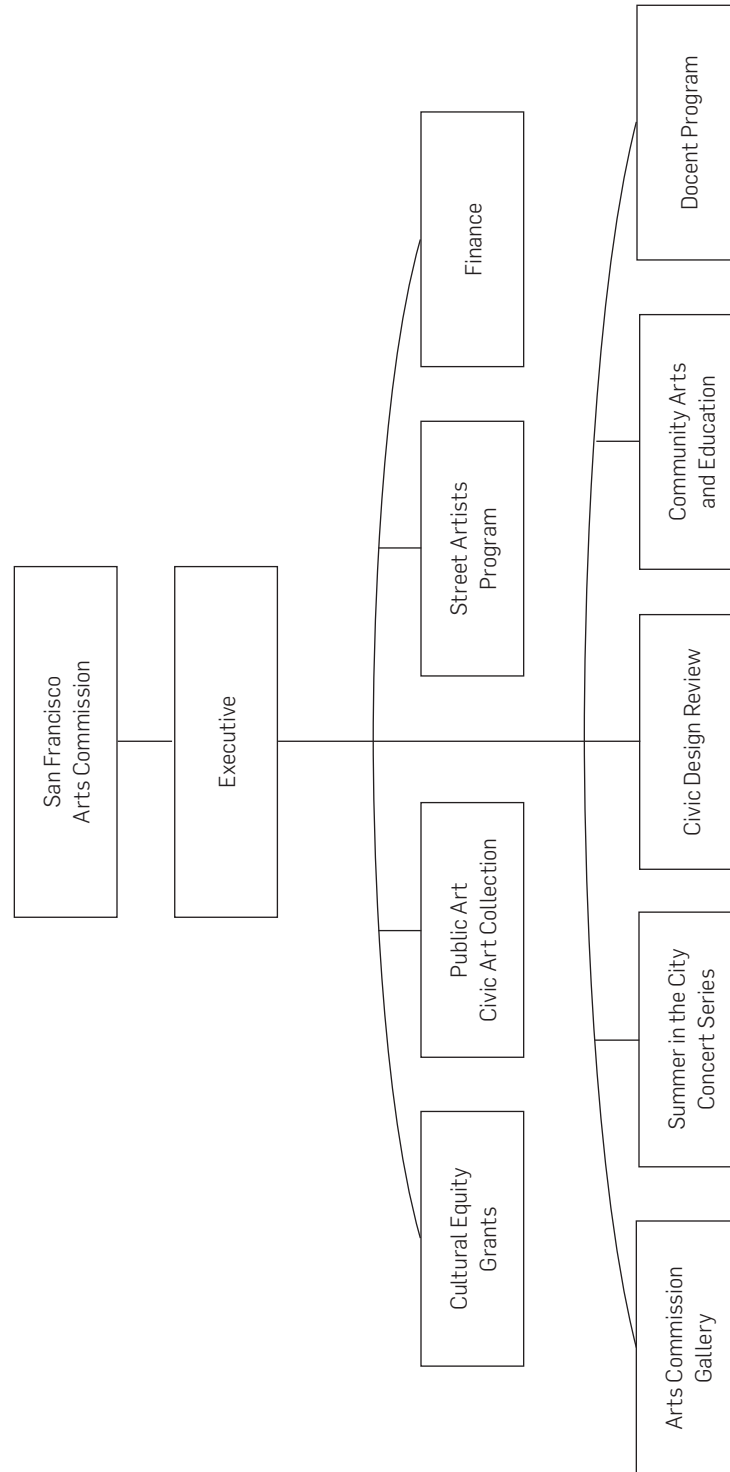 San Francisco
Arts Commission
Executive
Cultural Equity
Grants
Public Art
Civic Art Collection
Street Artists
Program
Finance
Arts Commission
Gallery
Summer in the City
Concert Series
Civic Design Review
Community Arts
and Education
Docent Program